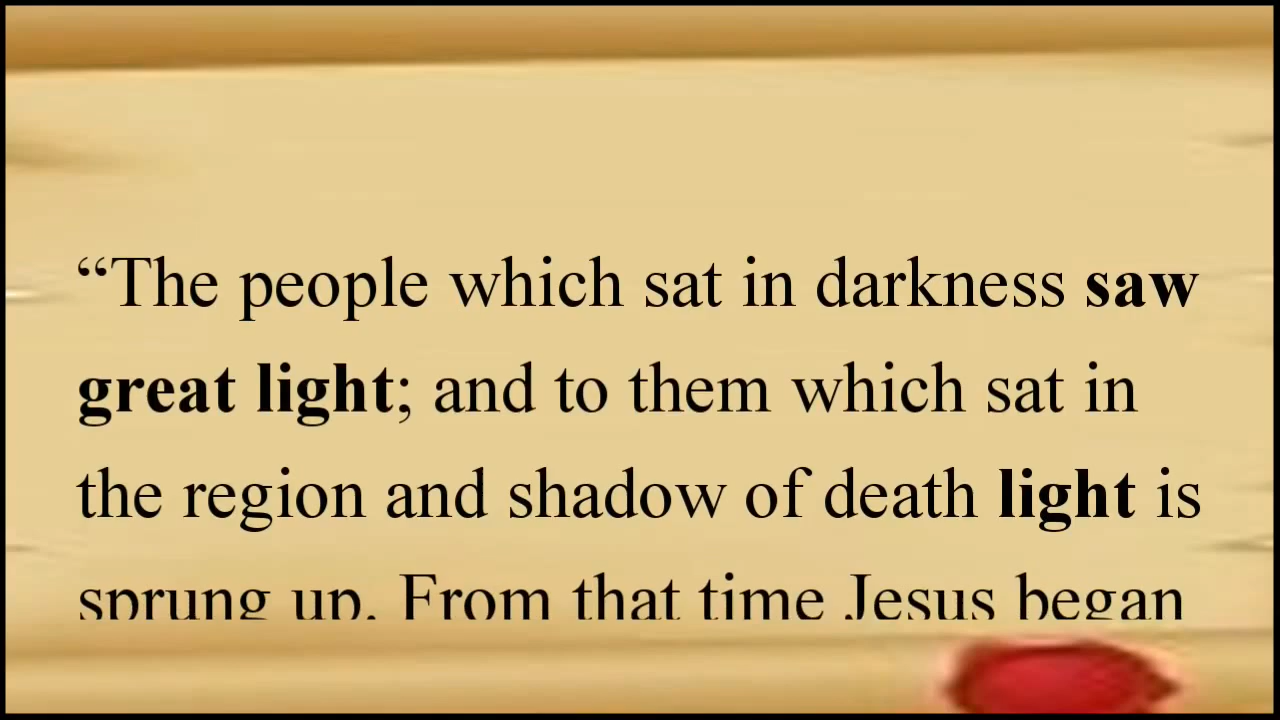 “The people which sat in darkness saw
great light; and to them which sat in
the region and shadow of death light is
sprung up. From that time Jesus began